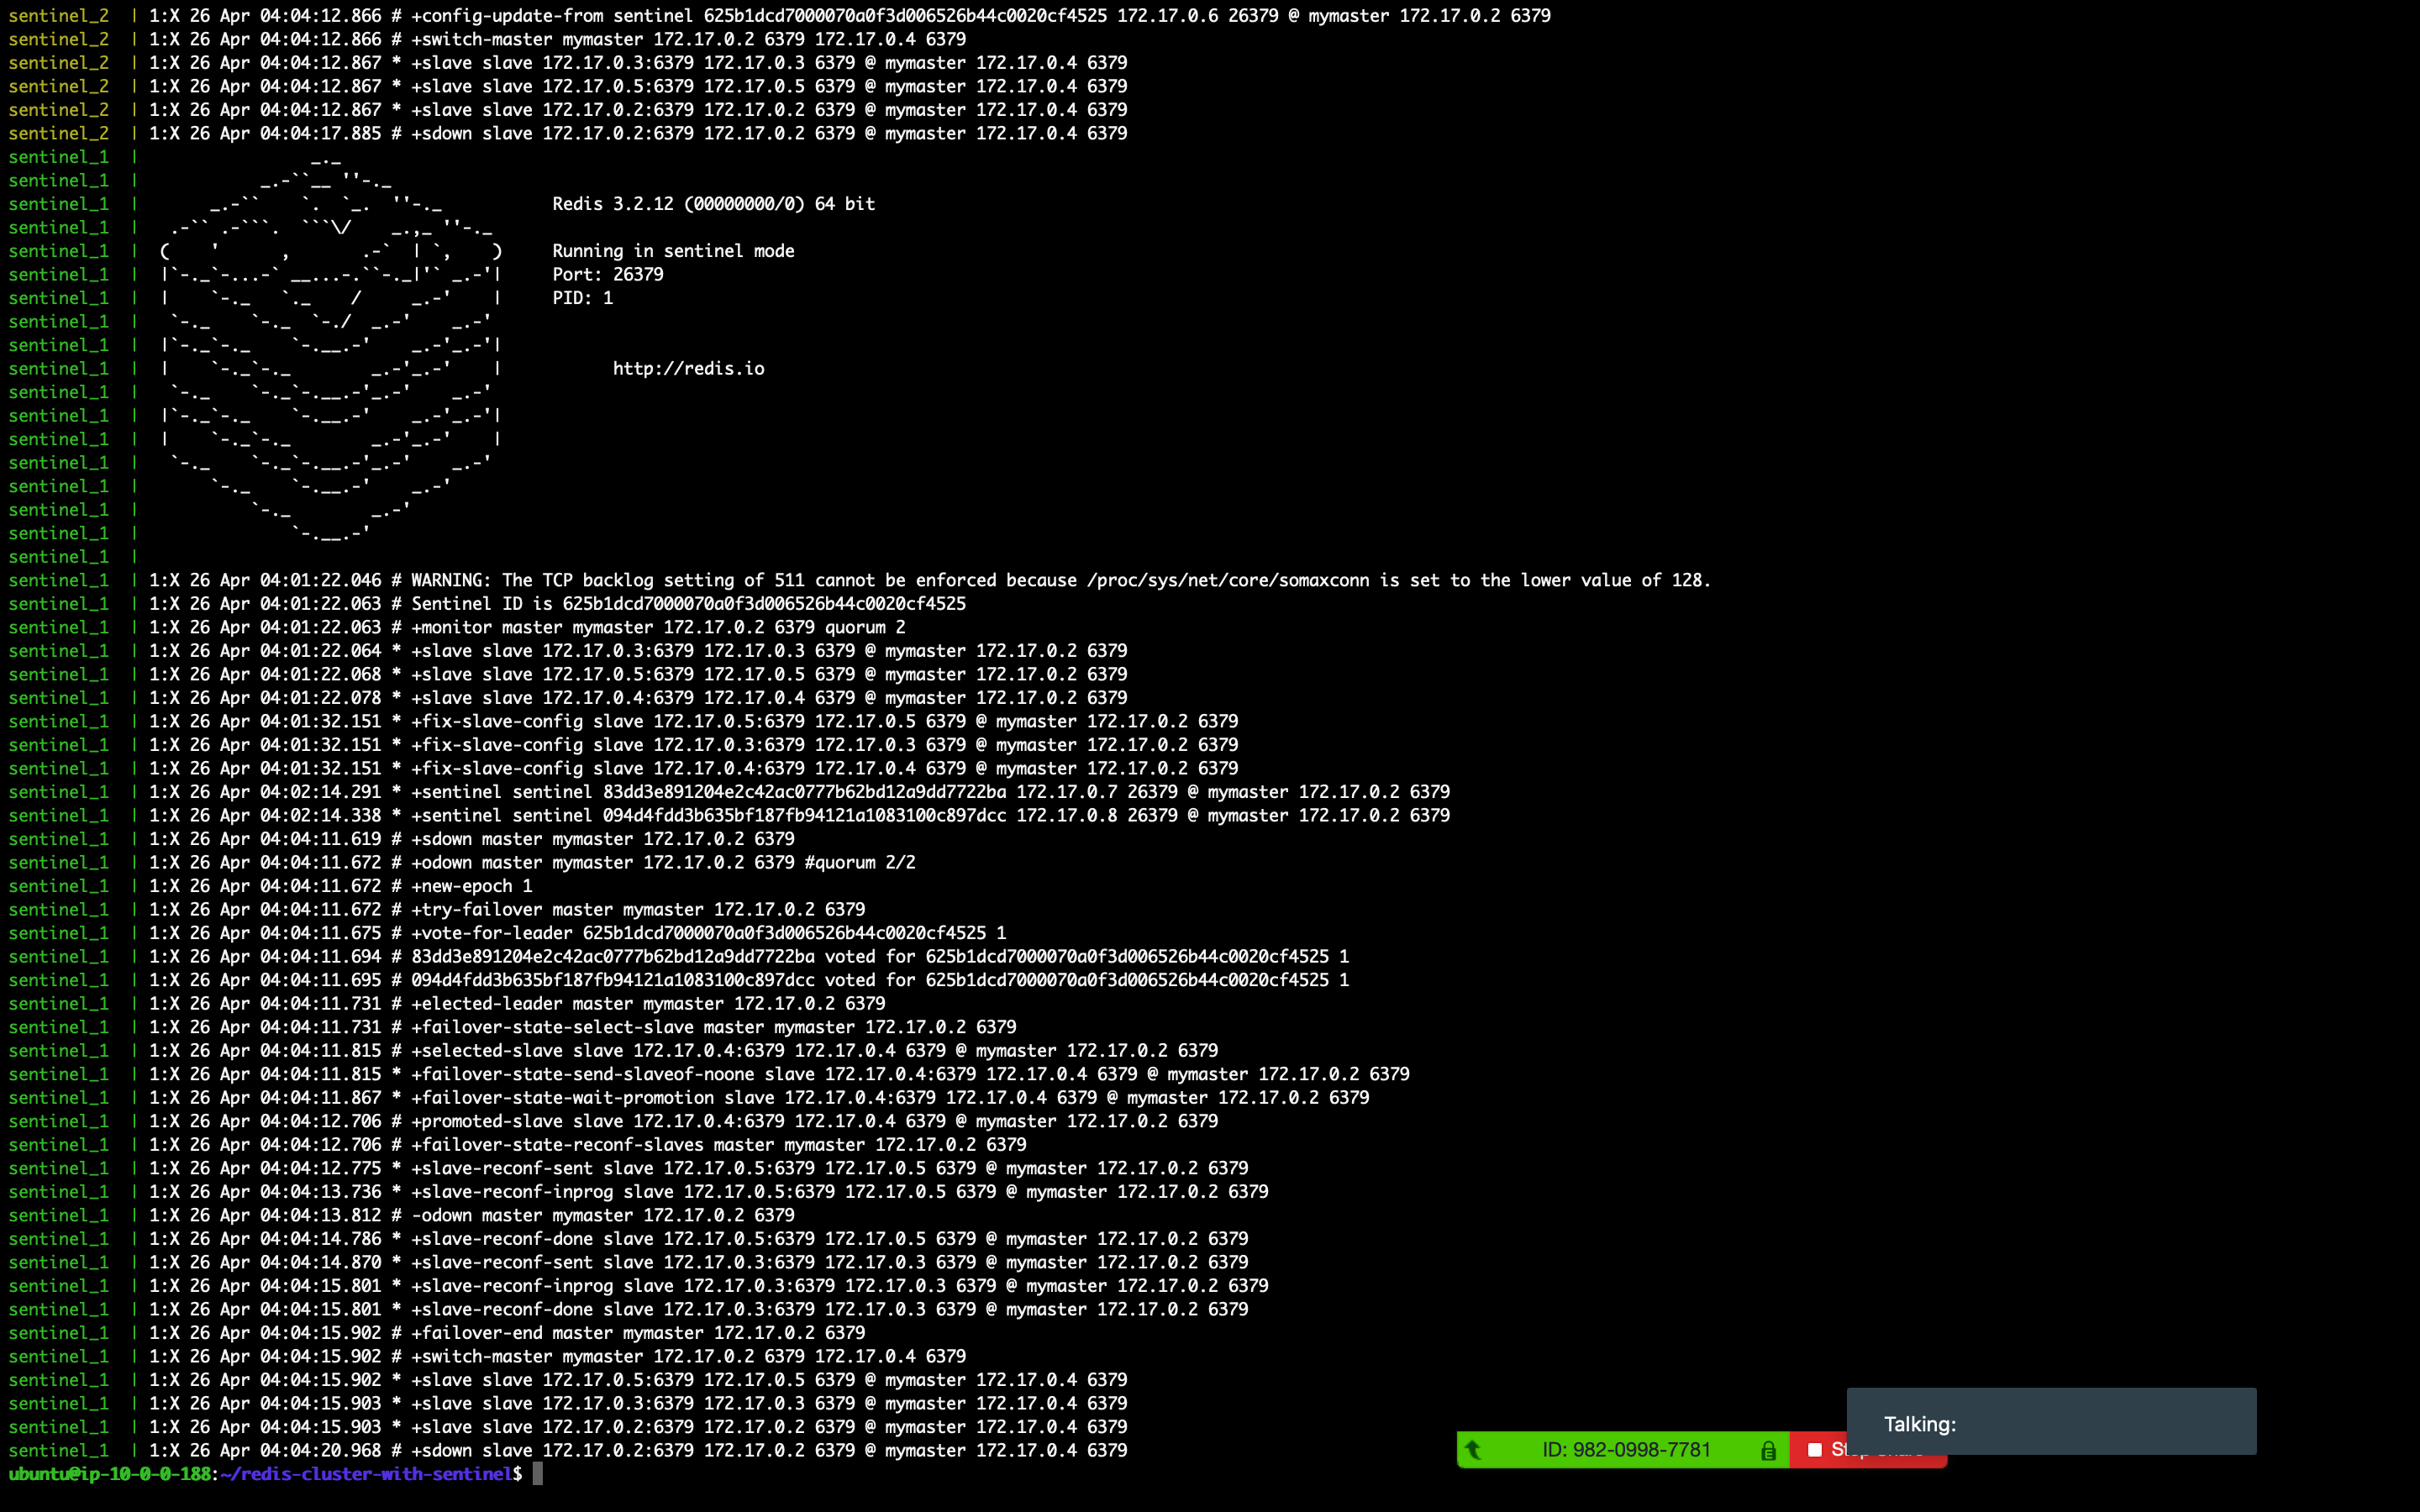 sentinel_2 | 1:X 26 Apr 04:04:12.866 # +config-update-from sentinel 625b1dcd7000070a0f3d006526b44c0020cf4525 172.17.0.6 26379 @ mymaster 172.17.0.2 6379
sentinel_2 | 1:X 26 Apr 04:04:12.866 # +switch-master mymaster 172.17.0.2 6379 172.17.0.4 6379
sentinel_2 | 1:X 26 Apr 04:04:12.867 * +slave slave 172.17.0.3:6379 172.17.0.3 6379 @ mymaster 172.17.0.4 6379
sentinel_2 | 1:X 26 Apr 04:04:12.867 * +slave slave 172.17.0.5:6379 172.17.0.5 6379 @ mymaster 172.17.0.4 6379
sentinel_2 | 1:X 26 Apr 04:04:12.867 * +slave slave 172.17.0.2:6379 172.17.0.2 6379 @ mymaster 172.17.0.4 6379
sentinel_2 | 1:X 26 Apr 04:04:17.885 # +sdown slave 172.17.0.2:6379 172.17.0.2 6379 @ mymaster 172.17.0.4 6379
sentinel_1 |
sentinel_1 |
sentinel_1 | Redis 3.2.12 (00000000/0) 64 bit
sentinel_1 |
sentinel_1 | Running in sentinel mode
sentinel_1 | Port: 26379
sentinel_1 | PID: 1
sentinel_1 |
sentinel_1 |
sentinel_1 | http://redis.io
sentinel_1 |
sentinel_1 |
sentinel_1 |
sentinel_1 |
sentinel_1 |
sentinel_1 |
sentinel_1 |
sentinel_1 |
sentinel_1 | 1:X 26 Apr 04:01:22.046 # WARNING: The TCP backlog setting of 511 cannot be enforced because /proc/sys/net/core/somaxconn is set to the lower value of 128.
sentinel_1 | 1:X 26 Apr 04:01:22.063 # Sentinel ID is 625b1dcd7000070a0f3d006526b44c0020cf4525
sentinel_1 | 1:X 26 Apr 04:01:22.063 # +monitor master mymaster 172.17.0.2 6379 quorum 2
sentinel_1 | 1:X 26 Apr 04:01:22.064 * +slave slave 172.17.0.3:6379 172.17.0.3 6379 @ mymaster 172.17.0.2 6379
sentinel_1 | 1:X 26 Apr 04:01:22.068 * +slave slave 172.17.0.5:6379 172.17.0.5 6379 @ mymaster 172.17.0.2 6379
sentinel_1 | 1:X 26 Apr 04:01:22.078 * +slave slave 172.17.0.4:6379 172.17.0.4 6379 @ mymaster 172.17.0.2 6379
sentinel_1 | 1:X 26 Apr 04:01:32.151 * +fix-slave-config slave 172.17.0.5:6379 172.17.0.5 6379 @ mymaster 172.17.0.2 6379
sentinel_1 | 1:X 26 Apr 04:01:32.151 * +fix-slave-config slave 172.17.0.3:6379 172.17.0.3 6379 @ mymaster 172.17.0.2 6379
sentinel_1 | 1:X 26 Apr 04:01:32.151 * +fix-slave-config slave 172.17.0.4:6379 172.17.0.4 6379 @ mymaster 172.17.0.2 6379
sentinel_1 | 1:X 26 Apr 04:02:14.291 * +sentinel sentinel 83dd3e891204e2c42ac0777b62bd12a9dd7722ba 172.17.0.7 26379 @ mymaster 172.17.0.2 6379
sentinel_1 | 1:X 26 Apr 04:02:14.338 * +sentinel sentinel 094d4fdd3b635bf187fb94121a1083100c897dcc 172.17.0.8 26379 @ mymaster 172.17.0.2 6379
sentinel_1 | 1:X 26 Apr 04:04:11.619 # +sdown master mymaster 172.17.0.2 6379
sentinel_1 | 1:X 26 Apr 04:04:11.672 # +odown master mymaster 172.17.0.2 6379 #quorum 2/2
sentinel_1 | 1:X 26 Apr 04:04:11.672 # +new-epoch 1
sentinel_1 | 1:X 26 Apr 04:04:11.672 # +try-failover master mymaster 172.17.0.2 6379
sentinel_1 | 1:X 26 Apr 04:04:11.675 # +vote-for-leader 625b1dcd7000070a0f3d006526b44c0020cf4525 1
sentinel_1 | 1:X 26 Apr 04:04:11.694 # 83dd3e891204e2c42ac0777b62bd12a9dd7722ba voted for 625b1dcd7000070a0f3d006526b44c0020cf4525 1
sentinel_1 | 1:X 26 Apr 04:04:11.695 # 094d4fdd3b635bf187fb94121a1083100c897dcc voted for 625b1dcd7000070a0f3d006526b44c0020cf4525 1
sentinel_1 | 1:X 26 Apr 04:04:11.731 # +elected-leader master mymaster 172.17.0.2 6379
sentinel_1 | 1:X 26 Apr 04:04:11.731 # +failover-state-select-slave master mymaster 172.17.0.2 6379
sentinel_1 | 1:X 26 Apr 04:04:11.815 # +selected-slave slave 172.17.0.4:6379 172.17.0.4 6379 @ mymaster 172.17.0.2 6379
sentinel_1 | 1:X 26 Apr 04:04:11.815 * +failover-state-send-slaveof-noone slave 172.17.0.4:6379 172.17.0.4 6379 @ mymaster 172.17.0.2 6379
sentinel_1 | 1:X 26 Apr 04:04:11.867 * +failover-state-wait-promotion slave 172.17.0.4:6379 172.17.0.4 6379 @ mymaster 172.17.0.2 6379
sentinel_1 | 1:X 26 Apr 04:04:12.706 # +promoted-slave slave 172.17.0.4:6379 172.17.0.4 6379 @ mymaster 172.17.0.2 6379
sentinel_1 | 1:X 26 Apr 04:04:12.706 # +failover-state-reconf-slaves master mymaster 172.17.0.2 6379
sentinel_1 | 1:X 26 Apr 04:04:12.775 * +slave-reconf-sent slave 172.17.0.5:6379 172.17.0.5 6379 @ mymaster 172.17.0.2 6379
sentinel_1 | 1:X 26 Apr 04:04:13.736 * +slave-reconf-inprog slave 172.17.0.5:6379 172.17.0.5 6379 @ mymaster 172.17.0.2 6379
sentinel_1 | 1:X 26 Apr 04:04:13.812 # -odown master mymaster 172.17.0.2 6379
sentinel_1 | 1:X 26 Apr 04:04:14.786 * +slave-reconf-done slave 172.17.0.5:6379 172.17.0.5 6379 @ mymaster 172.17.0.2 6379
sentinel_1 | 1:X 26 Apr 04:04:14.870 * +slave-reconf-sent slave 172.17.0.3:6379 172.17.0.3 6379 @ mymaster 172.17.0.2 6379
sentinel_1 | 1:X 26 Apr 04:04:15.801 * +slave-reconf-inprog slave 172.17.0.3:6379 172.17.0.3 6379 @ mymaster 172.17.0.2 6379
sentinel_1 | 1:X 26 Apr 04:04:15.801 * +slave-reconf-done slave 172.17.0.3:6379 172.17.0.3 6379 @ mymaster 172.17.0.2 6379
sentinel_1 | 1:X 26 Apr 04:04:15.902 # +failover-end master mymaster 172.17.0.2 6379
sentinel_1 | 1:X 26 Apr 04:04:15.902 # +switch-master mymaster 172.17.0.2 6379 172.17.0.4 6379
sentinel_1 | 1:X 26 Apr 04:04:15.902 * +slave slave 172.17.0.5:6379 172.17.0.5 6379 @ mymaster 172.17.0.4 6379
sentinel_1 | 1:X 26 Apr 04:04:15.903 * +slave slave 172.17.0.3:6379 172.17.0.3 6379 @ mymaster 172.17.0.4 6379
sentinel_1 | 1:X 26 Apr 04:04:15.903 * +slave slave 172.17.0.2:6379 172.17.0.2 6379 @ mymaster 172.17.0.4 6379
sentinel_1 | 1:X 26 Apr 04:04:20.968 # +sdown slave 172.17.0.2:6379 172.17.0.2 6379 @ mymaster 172.17.0.4 6379
ubuntu@ip-10-0-0-188:~/redis-cluster-with-sentinel$
Talking:
ID: 982-0998-7781